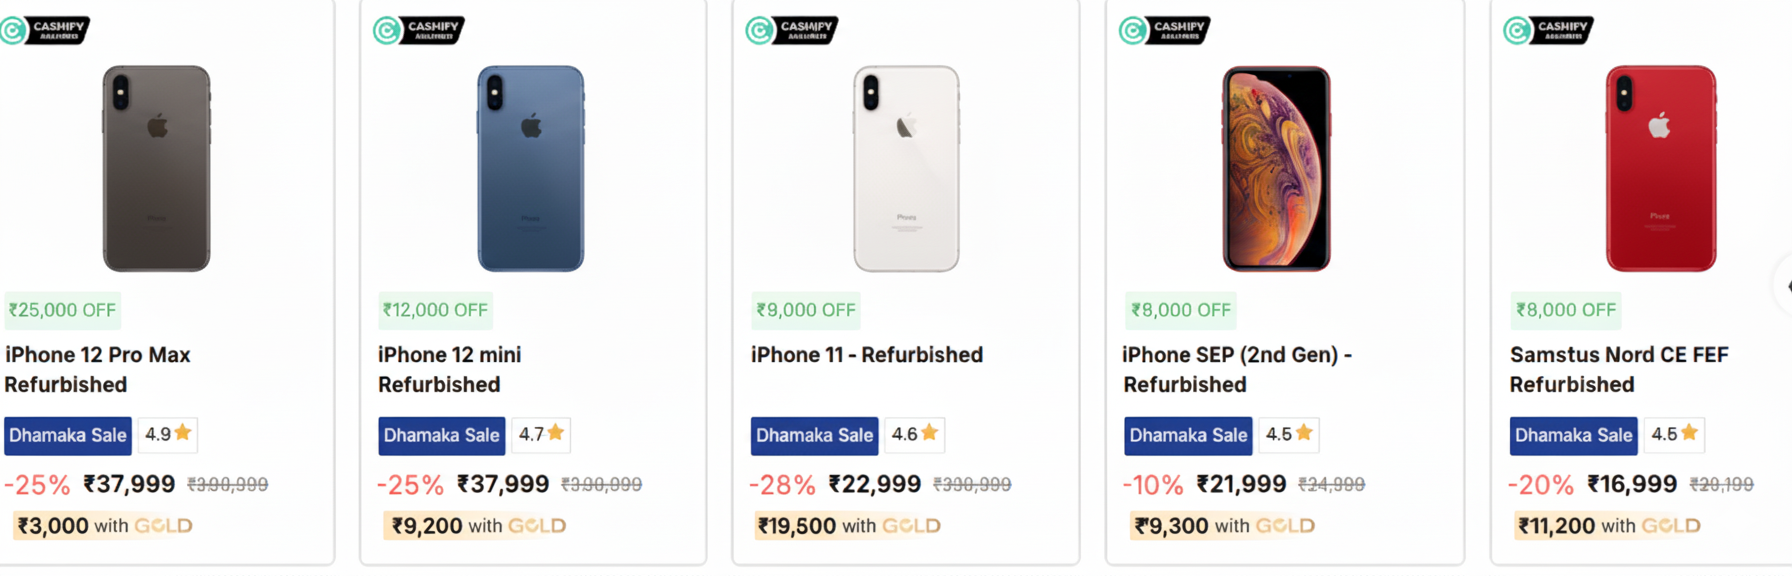 CASHIFY
CASHIFY
CASHIFY
CASHIFY
CASHIFY
₹25,000 OFF
iPhone 12 Pro Max
Refurbished
Dhamaka Sale 4.9
-25% ₹37,999 ₹3.90,999
₹3,000 with GOLD
₹12,000 OFF
iPhone 12 mini
Refurbished
Dhamaka Sale 4.7
-25% ₹37,999 ₹3.90,099
₹9,200 with GOLD
₹9,000 OFF
iPhone 11 - Refurbished
Dhamaka Sale 4.6
-28% ₹22,999 ₹390,999
₹19,500 with GOLD
₹8,000 OFF
iPhone SEP (2nd Gen) -
Refurbished
Dhamaka Sale 4.5
-10% ₹21,999 ₹24,999
₹9,300 with GOLD
₹8,000 OFF
Samstus Nord CE FEF
Refurbished
Dhamaka Sale 4.5
-20% ₹16,999 ₹20,199
₹11,200 with GOLD